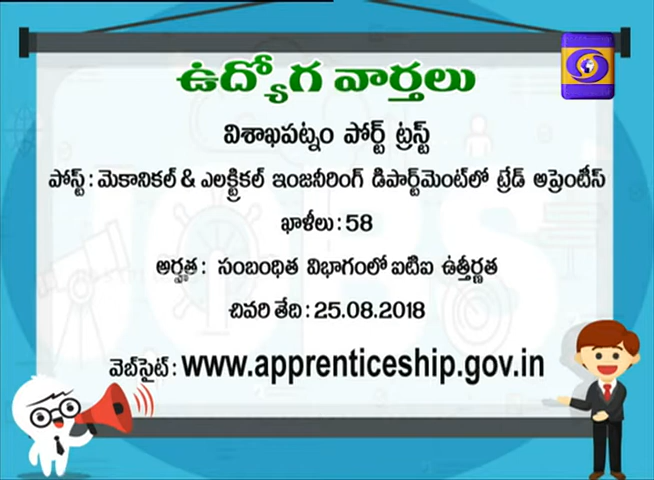 ఉద్యోగ వార్తలు
విశాఖపట్నం పోర్ట్ ట్రస్ట్
పోస్ట్ : మెకానికల్ & ఎలక్ట్రికల్ ఇంజనీరింగ్ డిపార్ట్‌మెంట్‌లో ట్రేడ్ అప్రెంటీస్
ఖాళీలు : 58
అర్హత : సంబంధిత విభాగంలో ఐటిఐ ఉత్తీర్ణత
చివరి తేది : 25.08.2018
వెబ్‌సైట్ : www.apprenticeship.gov.in